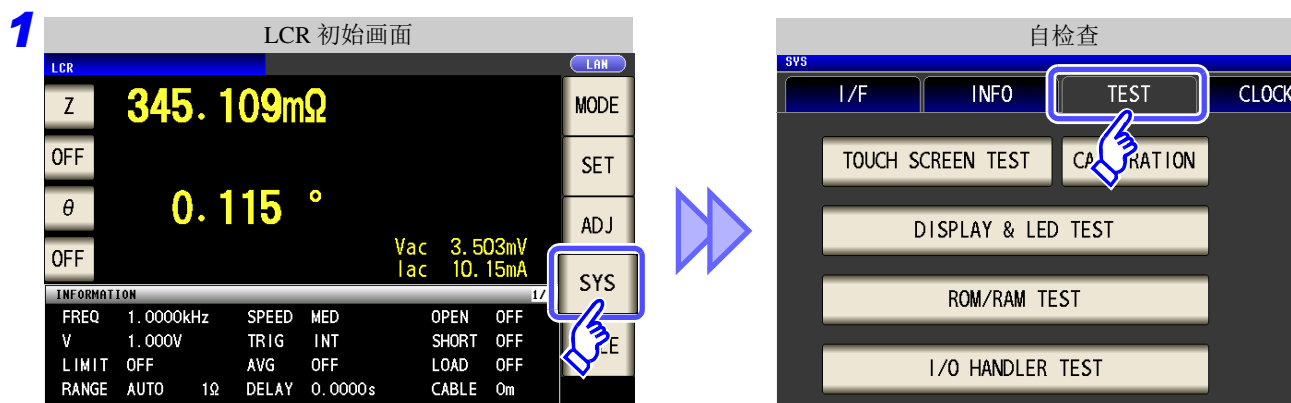 1
LCR 初始画面
LCR
LAN
Z
345.109mΩ
MODE
OFF
SET
θ
0.115 °
ADJ
OFF
Vac 3.503mV
Iac 10.15mA
SYS
INFORMATION 1/
FREQ 1.0000kHz SPEED MED OPEN OFF
V 1.000V TRIG INT SHORT OFF
LIMIT OFF AVG OFF LOAD OFF
RANGE AUTO 1Ω DELAY 0.0000s CABLE 0m
自检查
SYS
I/F INFO TEST CLOCK
TOUCH SCREEN TEST
DISPLAY & LED TEST
ROM/RAM TEST
I/O HANDLER TEST